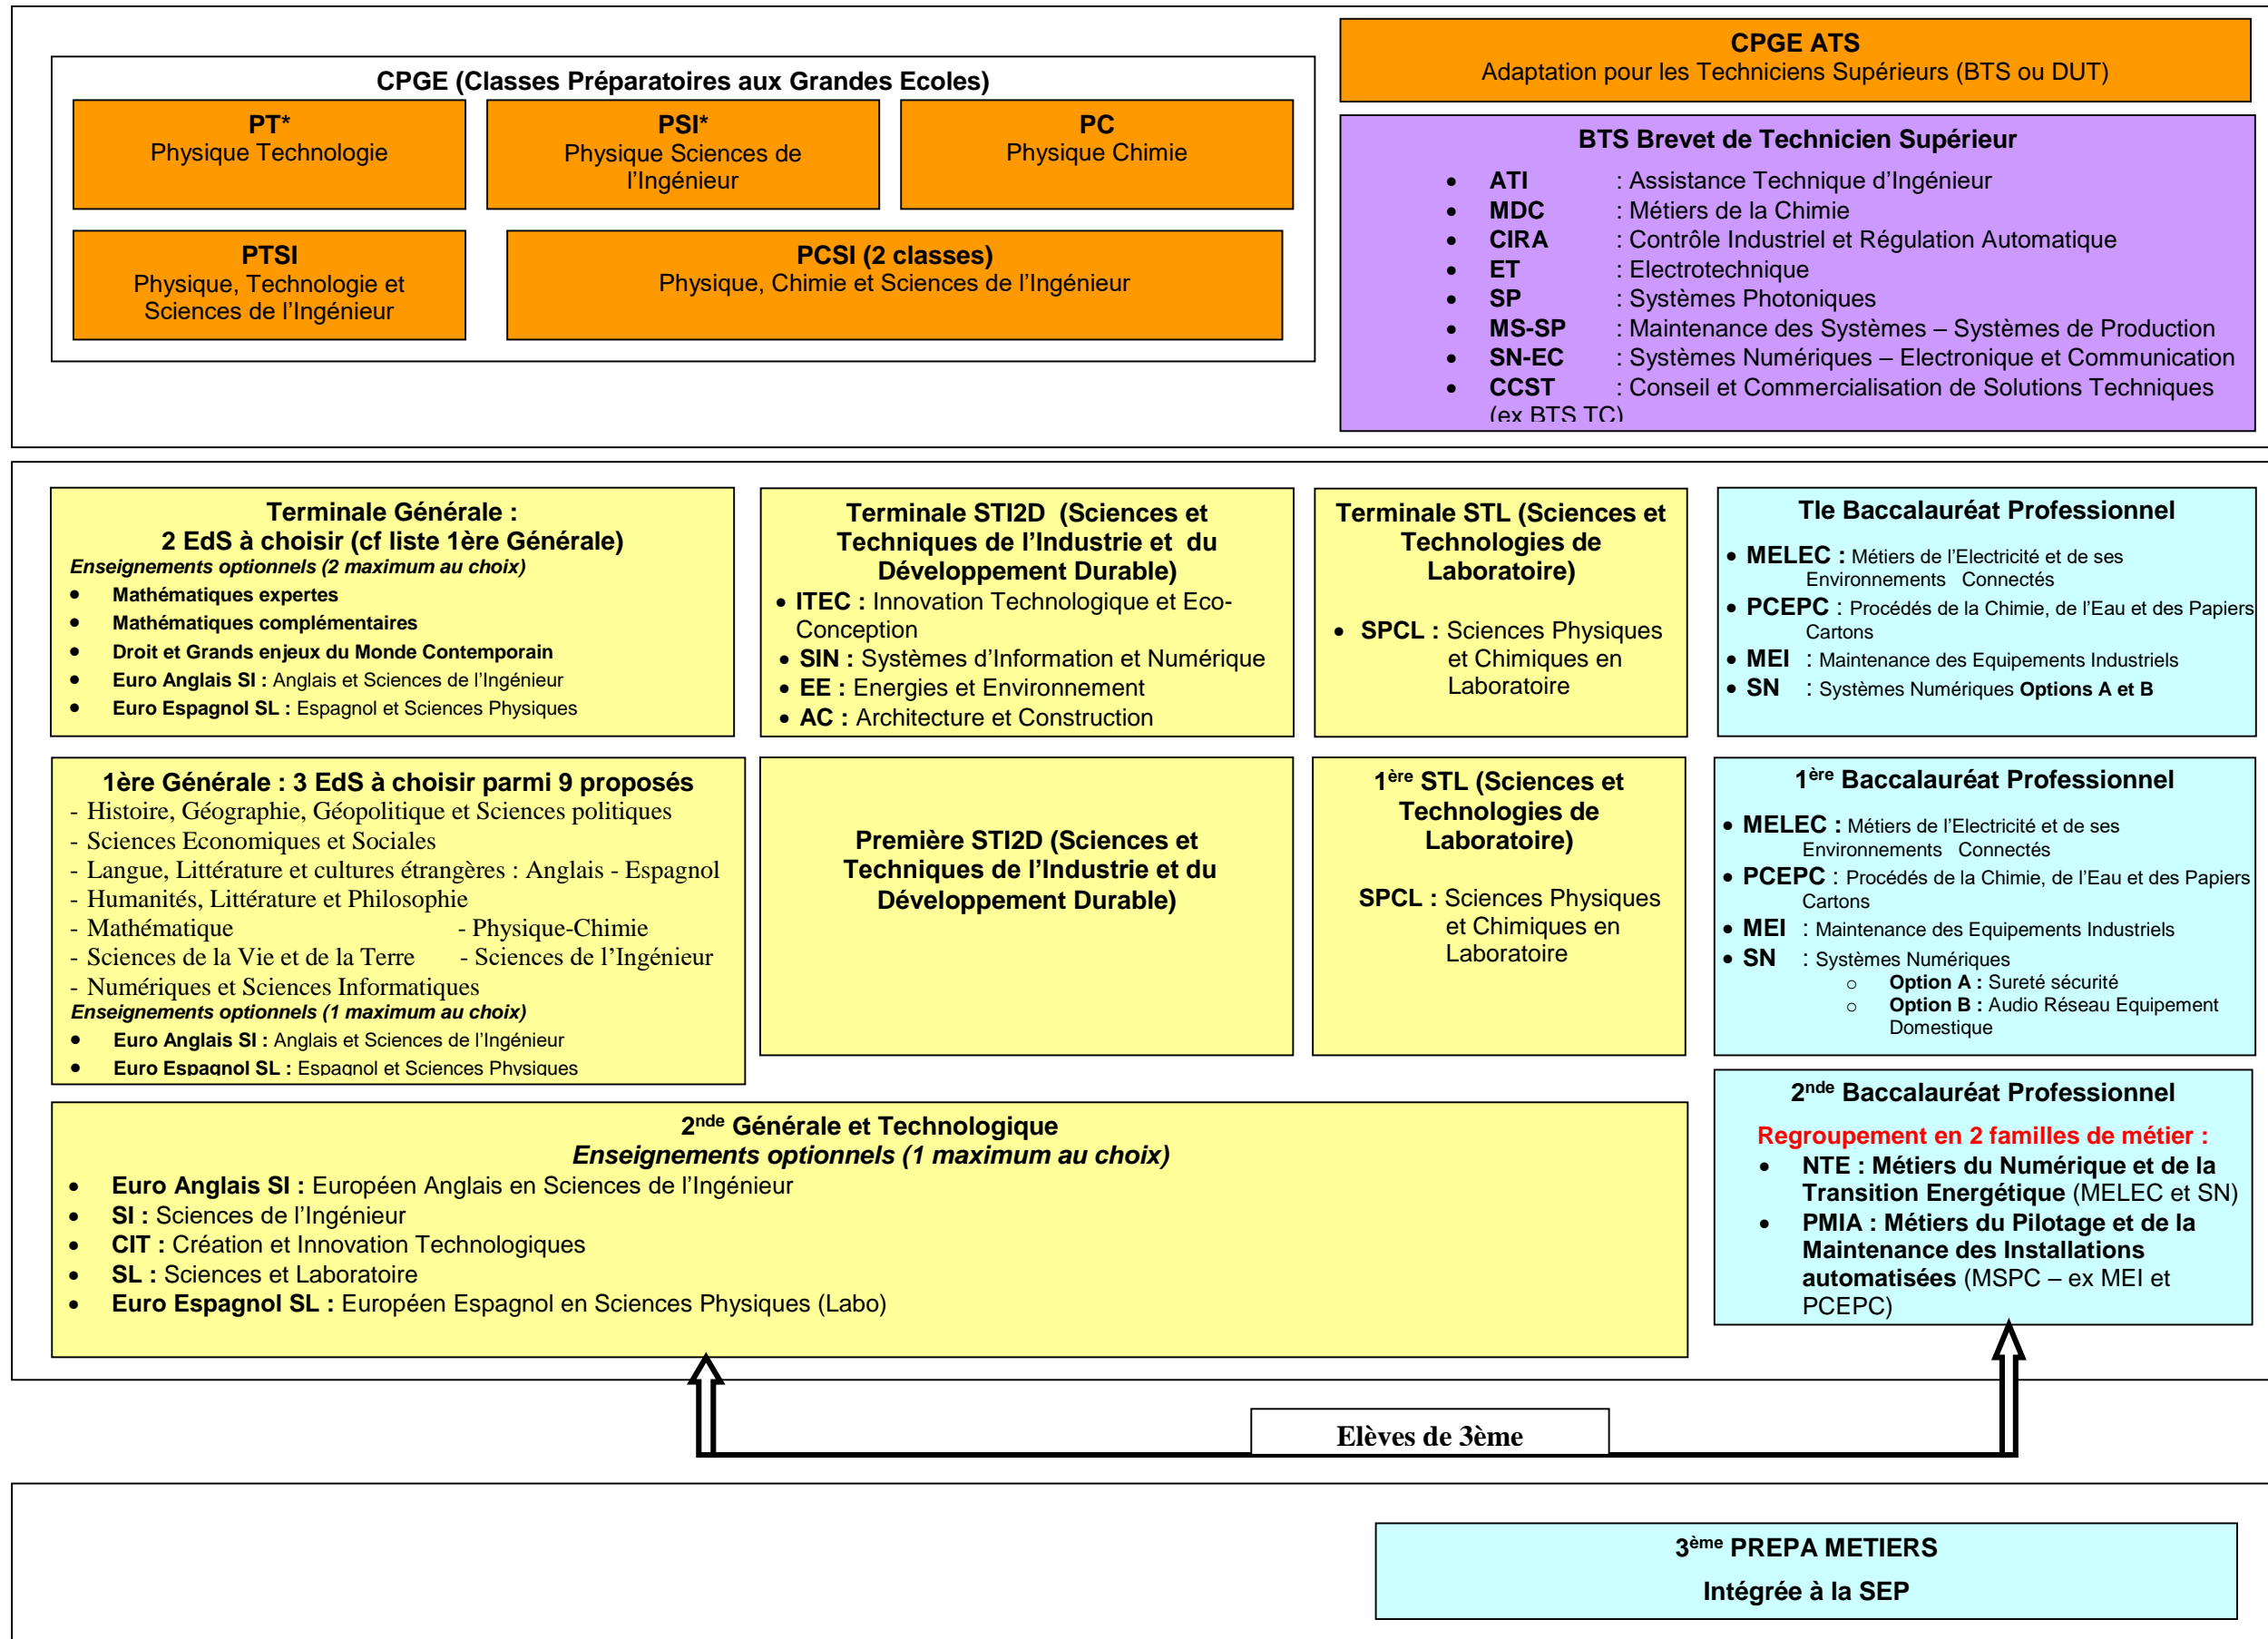 CPGE (Classes Préparatoires aux Grandes Ecoles)
PT*
Physique Technologie
PSI*
Physique Sciences de
l’Ingénieur
PC
Physique Chimie
PTSI
Physique, Technologie et
Sciences de l’Ingénieur
PCSI (2 classes)
Physique, Chimie et Sciences de l’Ingénieur
CPGE ATS
Adaptation pour les Techniciens Supérieurs (BTS ou DUT)
BTS Brevet de Technicien Supérieur
• ATI : Assistance Technique d’Ingénieur
• MDC : Métiers de la Chimie
• CIRA : Contrôle Industriel et Régulation Automatique
• ET : Electrotechnique
• SP : Systèmes Photoniques
• MS-SP : Maintenance des Systèmes – Systèmes de Production
• SN-EC : Systèmes Numériques – Electronique et Communication
• CCST : Conseil et Commercialisation de Solutions Techniques
(ex BTS TC)
Terminale Générale :
2 EdS à choisir (cf liste 1ère Générale)
Enseignements optionnels (2 maximum au choix)
• Mathématiques expertes
• Mathématiques complémentaires
• Droit et Grands enjeux du Monde Contemporain
• Euro Anglais SI : Anglais et Sciences de l’Ingénieur
• Euro Espagnol SL : Espagnol et Sciences Physiques
Terminale STI2D (Sciences et
Techniques de l’Industrie et du
Développement Durable)
• ITEC : Innovation Technologique et Eco-
Conception
• SIN : Systèmes d’Information et Numérique
• EE : Energies et Environnement
• AC : Architecture et Construction
Terminale STL (Sciences et
Technologies de
Laboratoire)
• SPCL : Sciences Physiques
et Chimiques en
Laboratoire
Tle Baccalauréat Professionnel
• MELEC : Métiers de l’Electricité et de ses
Environnements Connectés
• PCEPC : Procédés de la Chimie, de l’Eau et des Papiers
Cartons
• MEI : Maintenance des Equipements Industriels
• SN : Systèmes Numériques Options A et B
1ère Générale : 3 EdS à choisir parmi 9 proposés
- Histoire, Géographie, Géopolitique et Sciences politiques
- Sciences Economiques et Sociales
- Langue, Littérature et cultures étrangères : Anglais - Espagnol
- Humanités, Littérature et Philosophie
- Mathématique - Physique-Chimie
- Sciences de la Vie et de la Terre - Sciences de l’Ingénieur
- Numériques et Sciences Informatiques
Enseignements optionnels (1 maximum au choix)
• Euro Anglais SI : Anglais et Sciences de l’Ingénieur
• Euro Espagnol SL : Espagnol et Sciences Physiques
Première STI2D (Sciences et
Techniques de l’Industrie et du
Développement Durable)
1ère STL (Sciences et
Technologies de
Laboratoire)
SPCL : Sciences Physiques
et Chimiques en
Laboratoire
1ère Baccalauréat Professionnel
• MELEC : Métiers de l’Electricité et de ses
Environnements Connectés
• PCEPC : Procédés de la Chimie, de l’Eau et des Papiers
Cartons
• MEI : Maintenance des Equipements Industriels
• SN : Systèmes Numériques
o Option A : Sureté sécurité
o Option B : Audio Réseau Equipement
Domestique
2nde Générale et Technologique
Enseignements optionnels (1 maximum au choix)
• Euro Anglais SI : Européen Anglais en Sciences de l’Ingénieur
• SI : Sciences de l’Ingénieur
• CIT : Création et Innovation Technologiques
• SL : Sciences et Laboratoire
• Euro Espagnol SL : Européen Espagnol en Sciences Physiques (Labo)
2nde Baccalauréat Professionnel
Regroupement en 2 familles de métier :
• NTE : Métiers du Numérique et de la
Transition Energétique (MELEC et SN)
• PMIA : Métiers du Pilotage et de la
Maintenance des Installations
automatisées (MSPC – ex MEI et
PCEPC)
Elèves de 3ème
3ème PREPA METIERS
Intégrée à la SEP